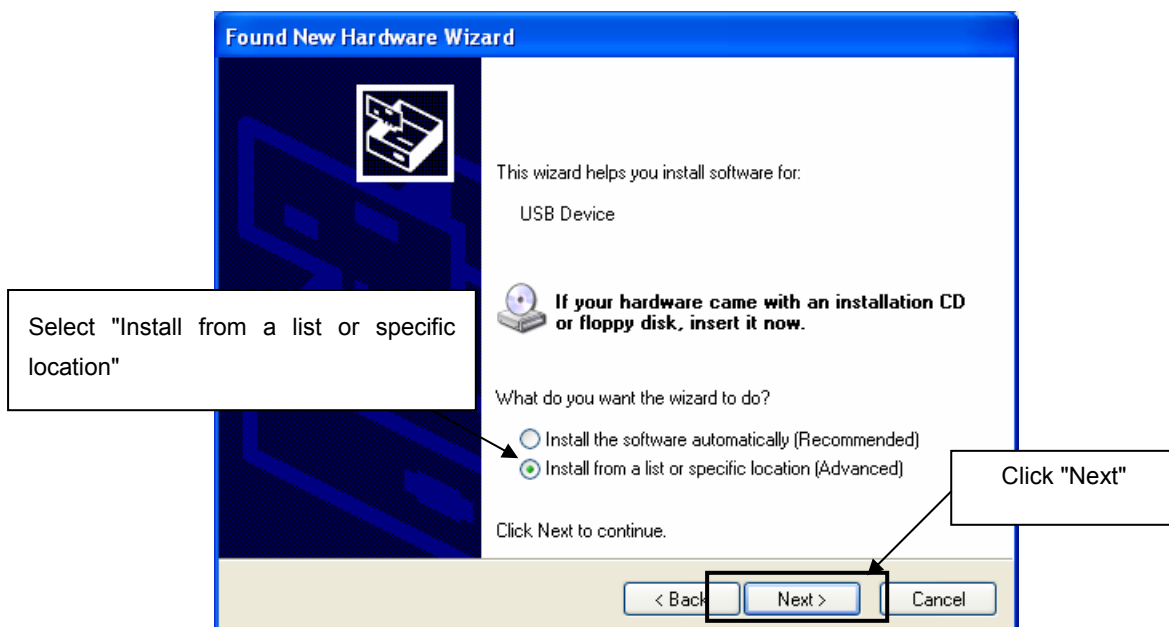 Found New Hardware Wizard
This wizard helps you install software for:
USB Device
If your hardware came with an installation CD
or floppy disk, insert it now.
Select "Install from a list or specific
location"
What do you want the wizard to do?
Install the software automatically (Recommended)
Install from a list or specific location (Advanced)
Click "Next"
Click Next to continue.
< Back
Next >
Cancel